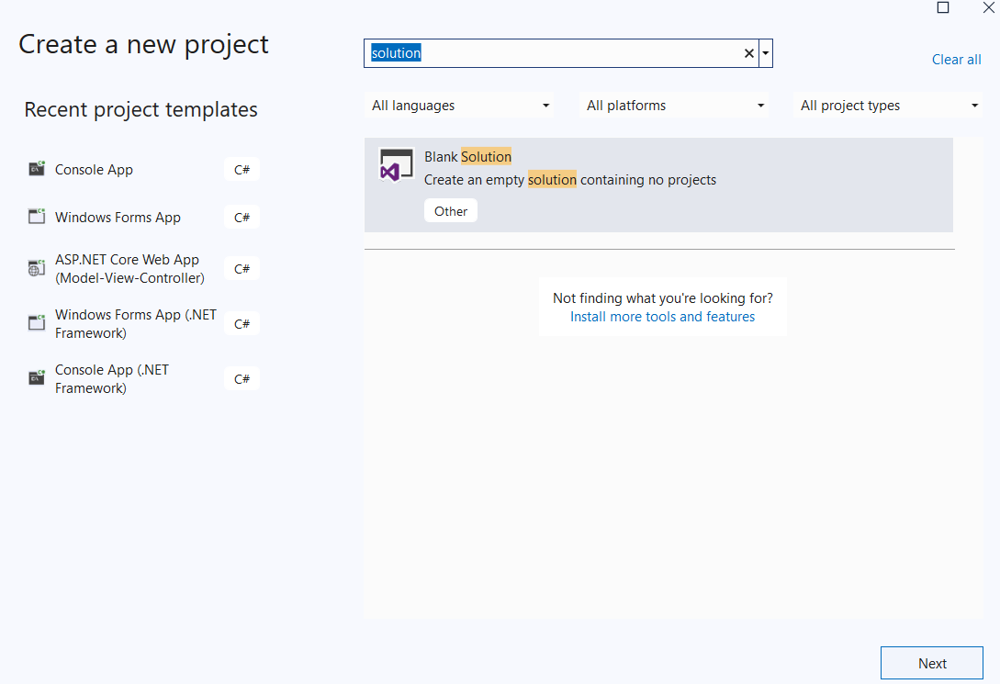 Create a new project
solution
Clear all
Recent project templates
All languages
All platforms
All project types
Console App
C#
Windows Forms App
C#
ASP.NET Core Web App
(Model-View-Controller)
C#
Windows Forms App (.NET
Framework)
C#
Console App (.NET
Framework)
C#
Blank Solution
Create an empty solution containing no projects
Other
Not finding what you're looking for?
Install more tools and features
Next